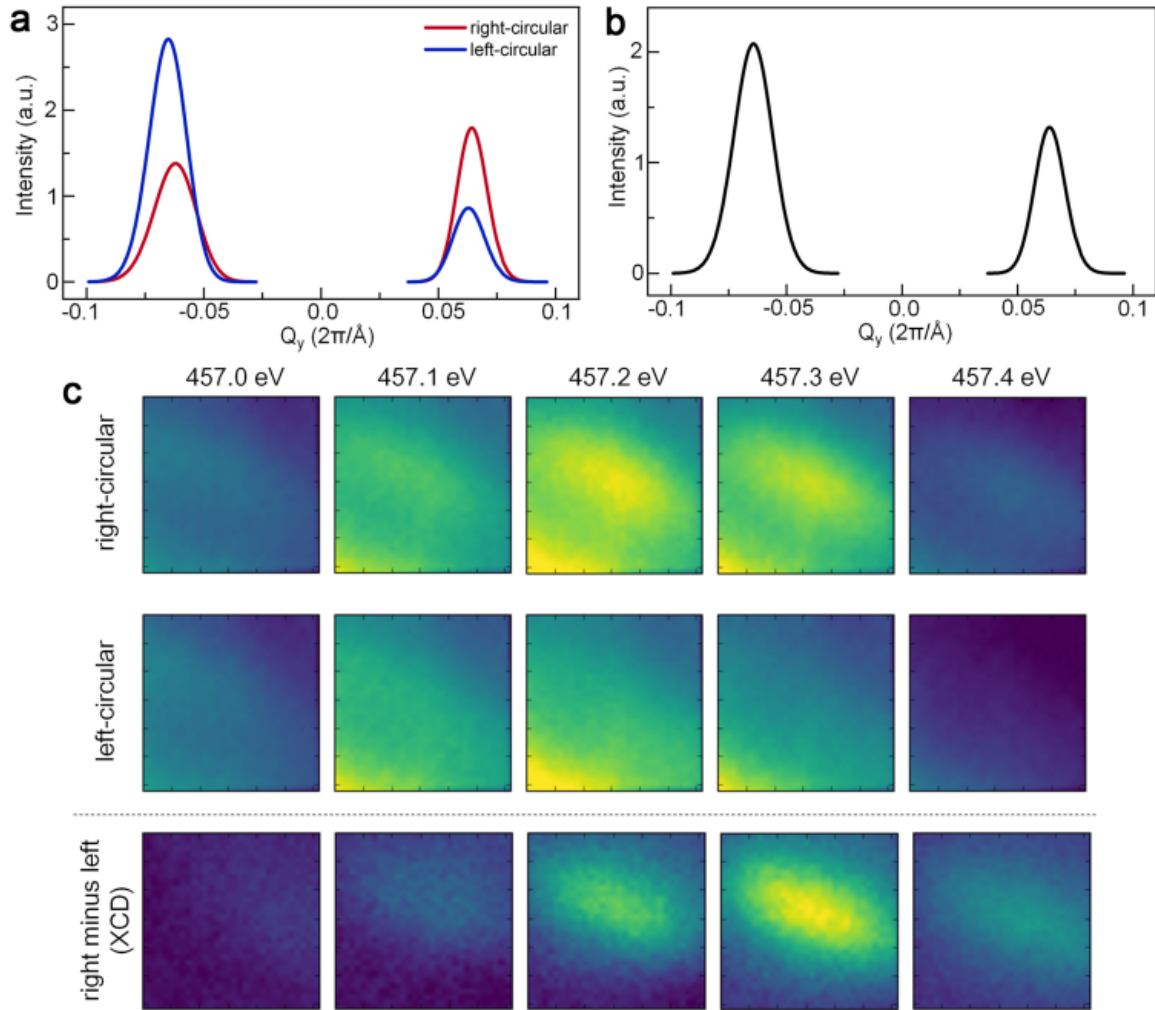 a
3
2
1
0
Intensity (a.u.)
right-circular
left-circular
-0.1
-0.05
0.0
0.05
0.1
Qy (2π/Å)
b
2
1
0
Intensity (a.u.)
-0.1
-0.05
0.0
0.05
0.1
Qy (2π/Å)
c
457.0 eV
457.1 eV
457.2 eV
457.3 eV
457.4 eV
right-circular
left-circular
right minus left
(XCD)